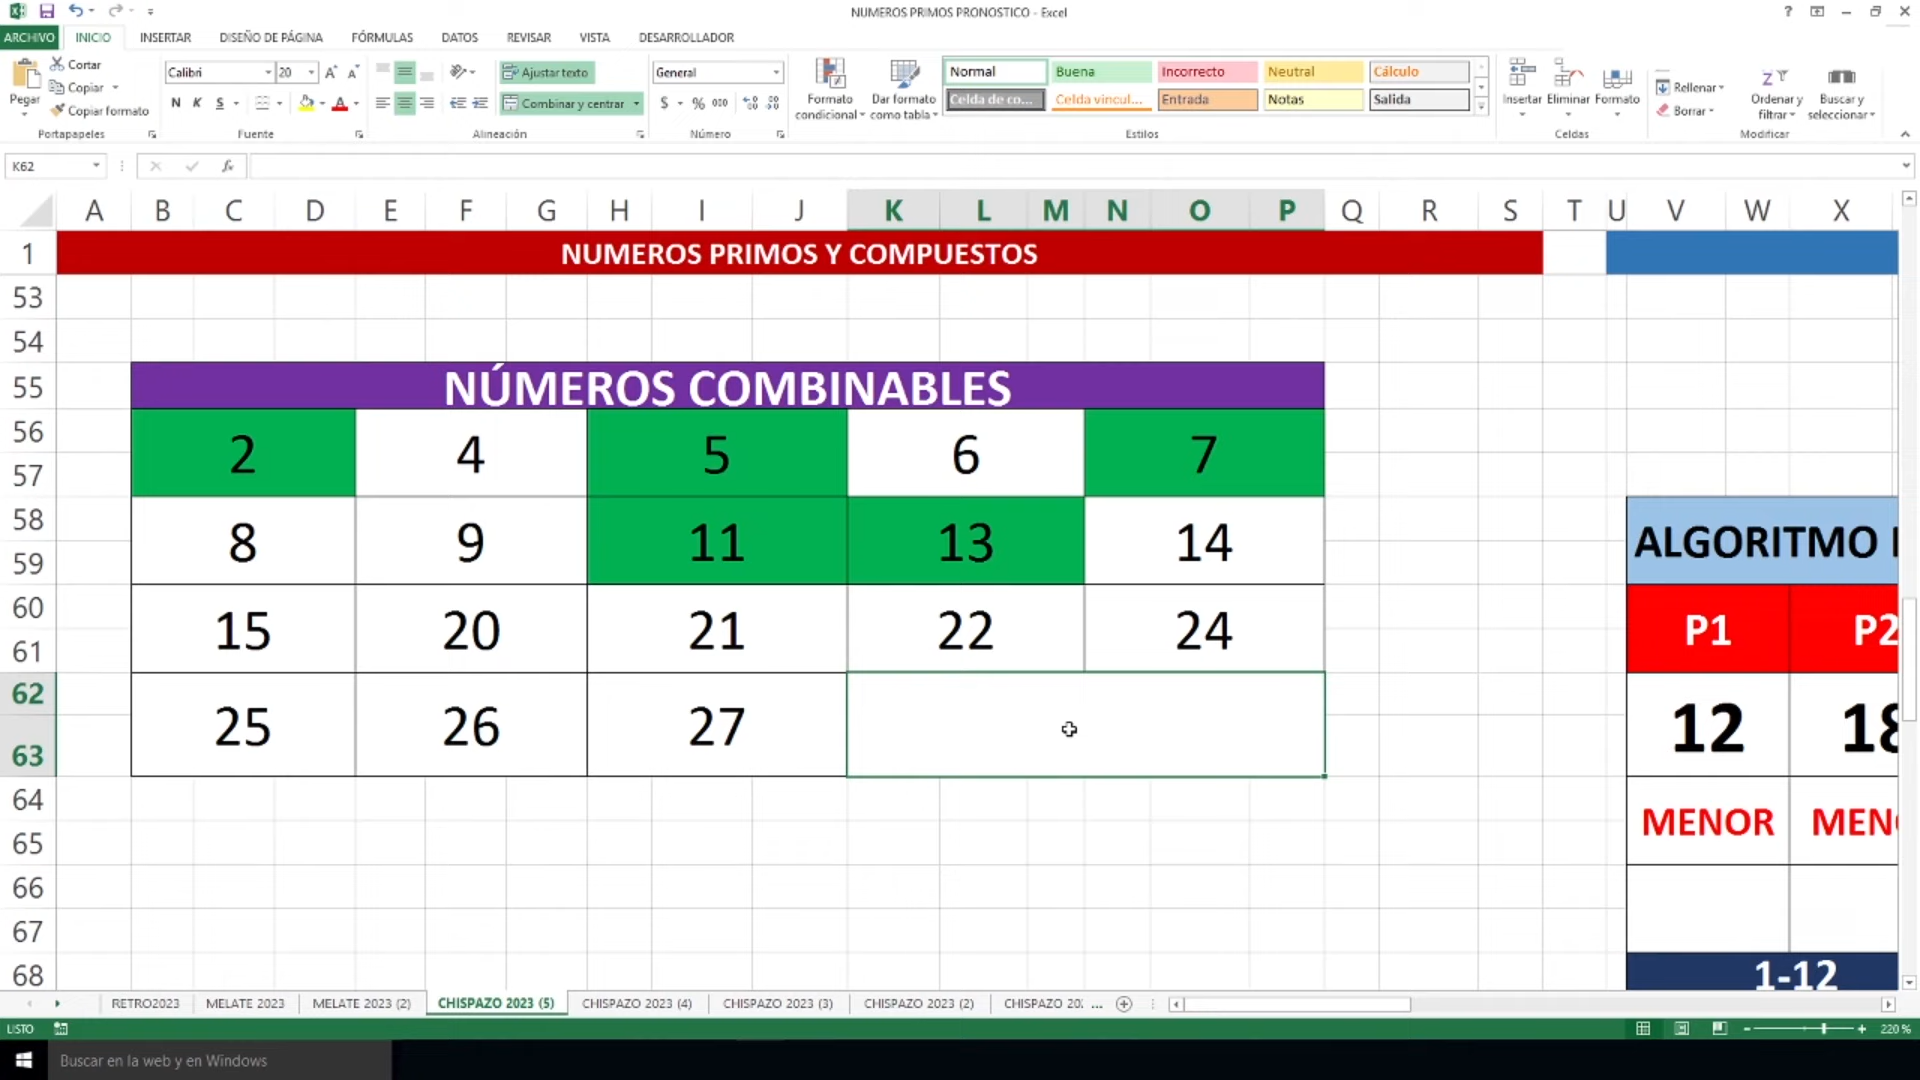 NUMEROS PRIMOS PRONOSTICO - Excel
ARCHIVO INICIO INSERTAR DISEÑO DE PÁGINA FÓRMULAS DATOS REVISAR VISTA DESARROLLADOR
Pegar
Cortar
Copiar
Copiar formato
Portapapeles
Calibri 20
N K S
Fuente
Ajustar texto
Combinar y centrar
Alineación
General
$ % 000
Número
Formato condicional
Dar formato como tabla
Normal Buena Incorrecto Neutral Cálculo
Celda de co... Celda vincul... Entrada Notas Salida
Estilos
Insertar Eliminar Formato
Celdas
Rellenar
Borrar
Ordenar y filtrar
Buscar y seleccionar
Modificar
K62
A B C D E F G H I J K L M N O P Q R S T U V W X
1 NUMEROS PRIMOS Y COMPUESTOS
53
54
55 NÚMEROS COMBINABLES
56 2 4 5 6 7
57
58 8 9 11 13 14 ALGORITMO
59
60 15 20 21 22 24 P1 P2
61
62 25 26 27 12 18
63
64 MENOR
65
66
67
68 1-12
RETRO2023 MELATE 2023 MELATE 2023 (2) CHISPAZO 2023 (5) CHISPAZO 2023 (4) CHISPAZO 2023 (3) CHISPAZO 2023 (2) CHISPAZO 20: ...
LISTO 220 %
Buscar en la web y en Windows